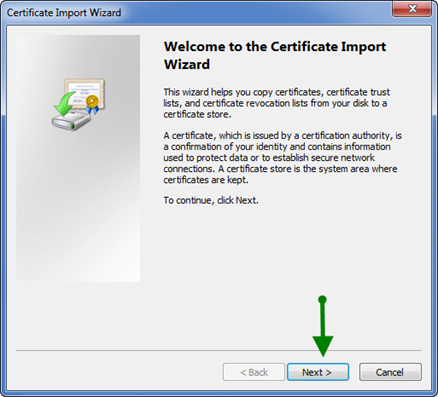 Certificate Import Wizard
Welcome to the Certificate Import
Wizard
This wizard helps you copy certificates, certificate trust
lists, and certificate revocation lists from your disk to a
certificate store.
A certificate, which is issued by a certification authority, is
a confirmation of your identity and contains information
used to protect data or to establish secure network
connections. A certificate store is the system area where
certificates are kept.
To continue, click Next.
< Back
Next >
Cancel